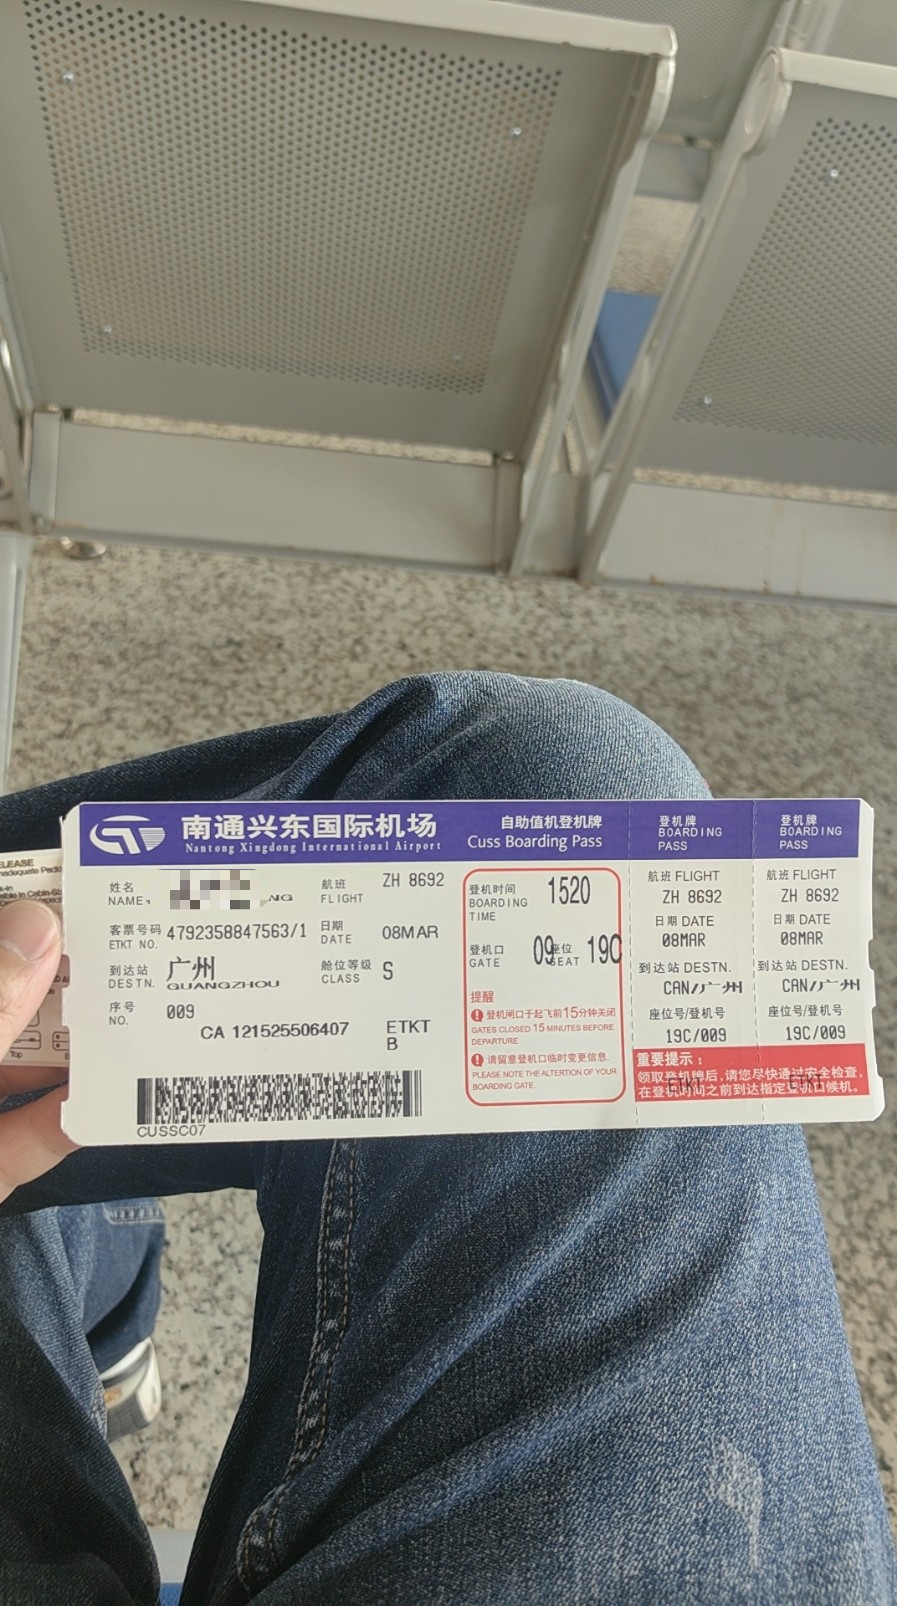 南通兴东国际机场
Nantong Xingdong International Airport
自助值机登机牌
Cuss Boarding Pass
姓名
NAME
NG
航班
FLIGHT
ZH 8692
客票号码
ETKT NO.
4792358847563/1
日期
DATE
08MAR
到达站
DESTN.
广州
GUANGZHOU
舱位等级
CLASS
S
序号
NO.
009
CA 121525506407
ETKT
B
CUSSC07
登机时间
BOARDING
TIME
1520
登机口
GATE
09
座位
SEAT
19C
提醒
登机闸口于起飞前15分钟关闭
GATES CLOSED 15 MINUTES BEFORE
DEPARTURE
请留意登机口临时变更信息.
PLEASE NOTE THE ALTERTION OF YOUR
BOARDING GATE.
登机牌
BOARDING
PASS
航班 FLIGHT
ZH 8692
日期 DATE
08MAR
到达站 DESTN.
CAN/广州
座位号/登机号
19C/009
登机牌
BOARDING
PASS
航班 FLIGHT
ZH 8692
日期 DATE
08MAR
到达站 DESTN.
CAN/广州
座位号/登机号
19C/009
重要提示：
领取登机牌后,请您尽快通过安全检查,
在登机时间之前到达指定登机口候机。
ETKT
ETKT
Top